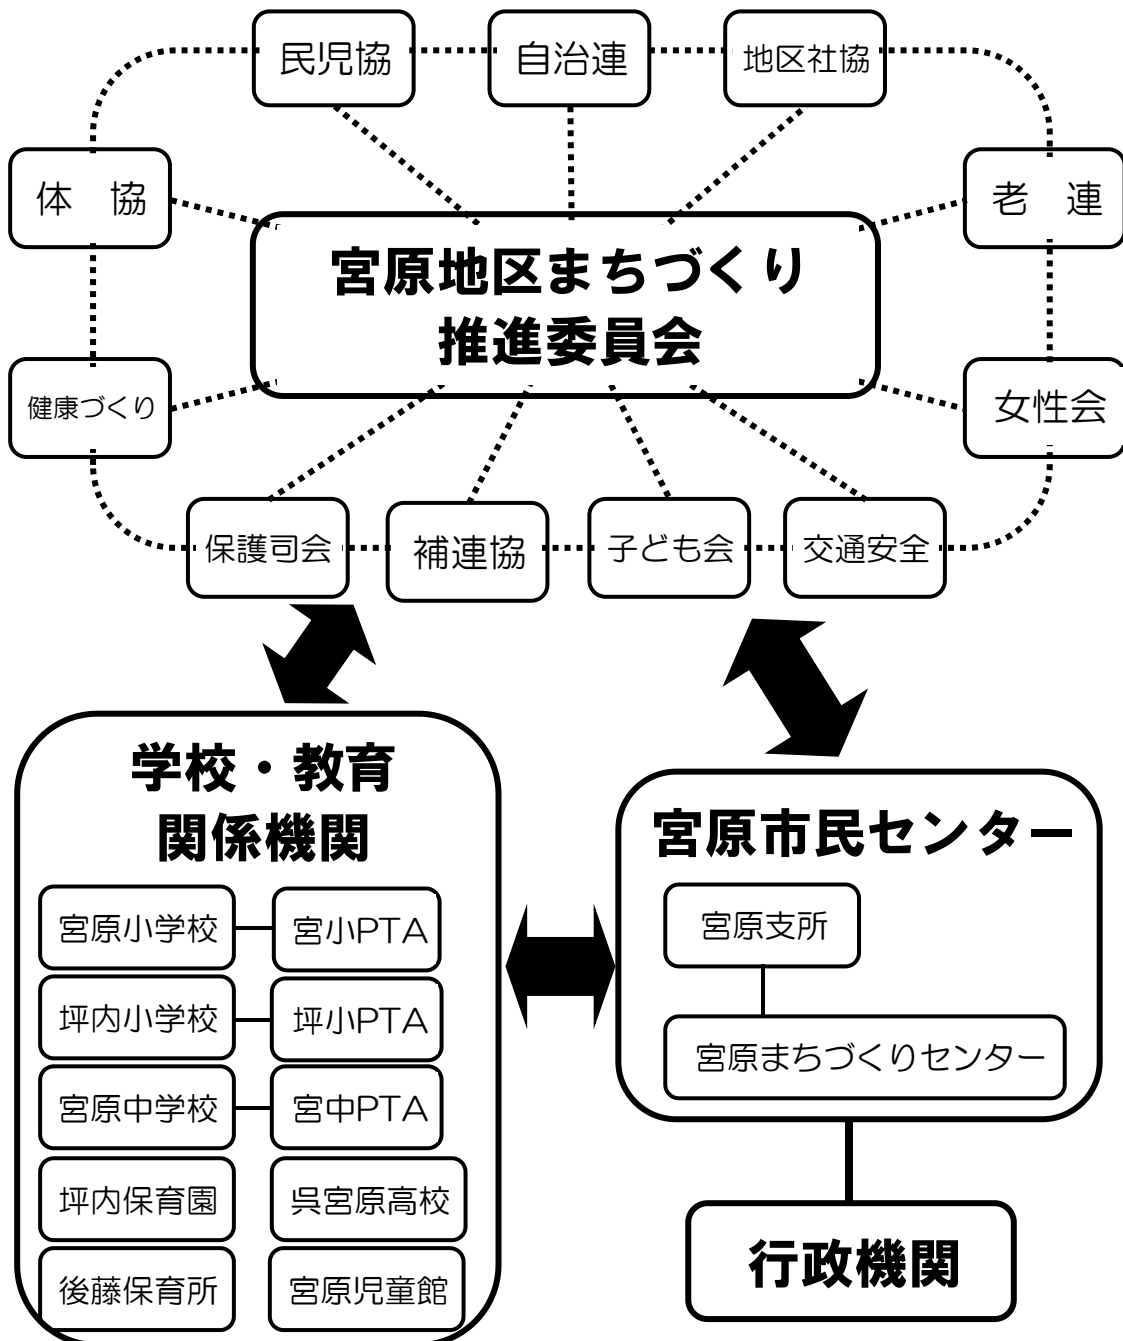 民児協
自治連
地区社協
体　協
老　連
宮原地区まちづくり
推進委員会
健康づくり
女性会
保護司会
補連協
子ども会
交通安全
学校・教育
関係機関
宮原小学校
宮小PTA
坪内小学校
坪小PTA
宮原中学校
宮中PTA
坪内保育園
呉宮原高校
後藤保育所
宮原児童館
宮原市民センター
宮原支所
宮原まちづくりセンター
行政機関